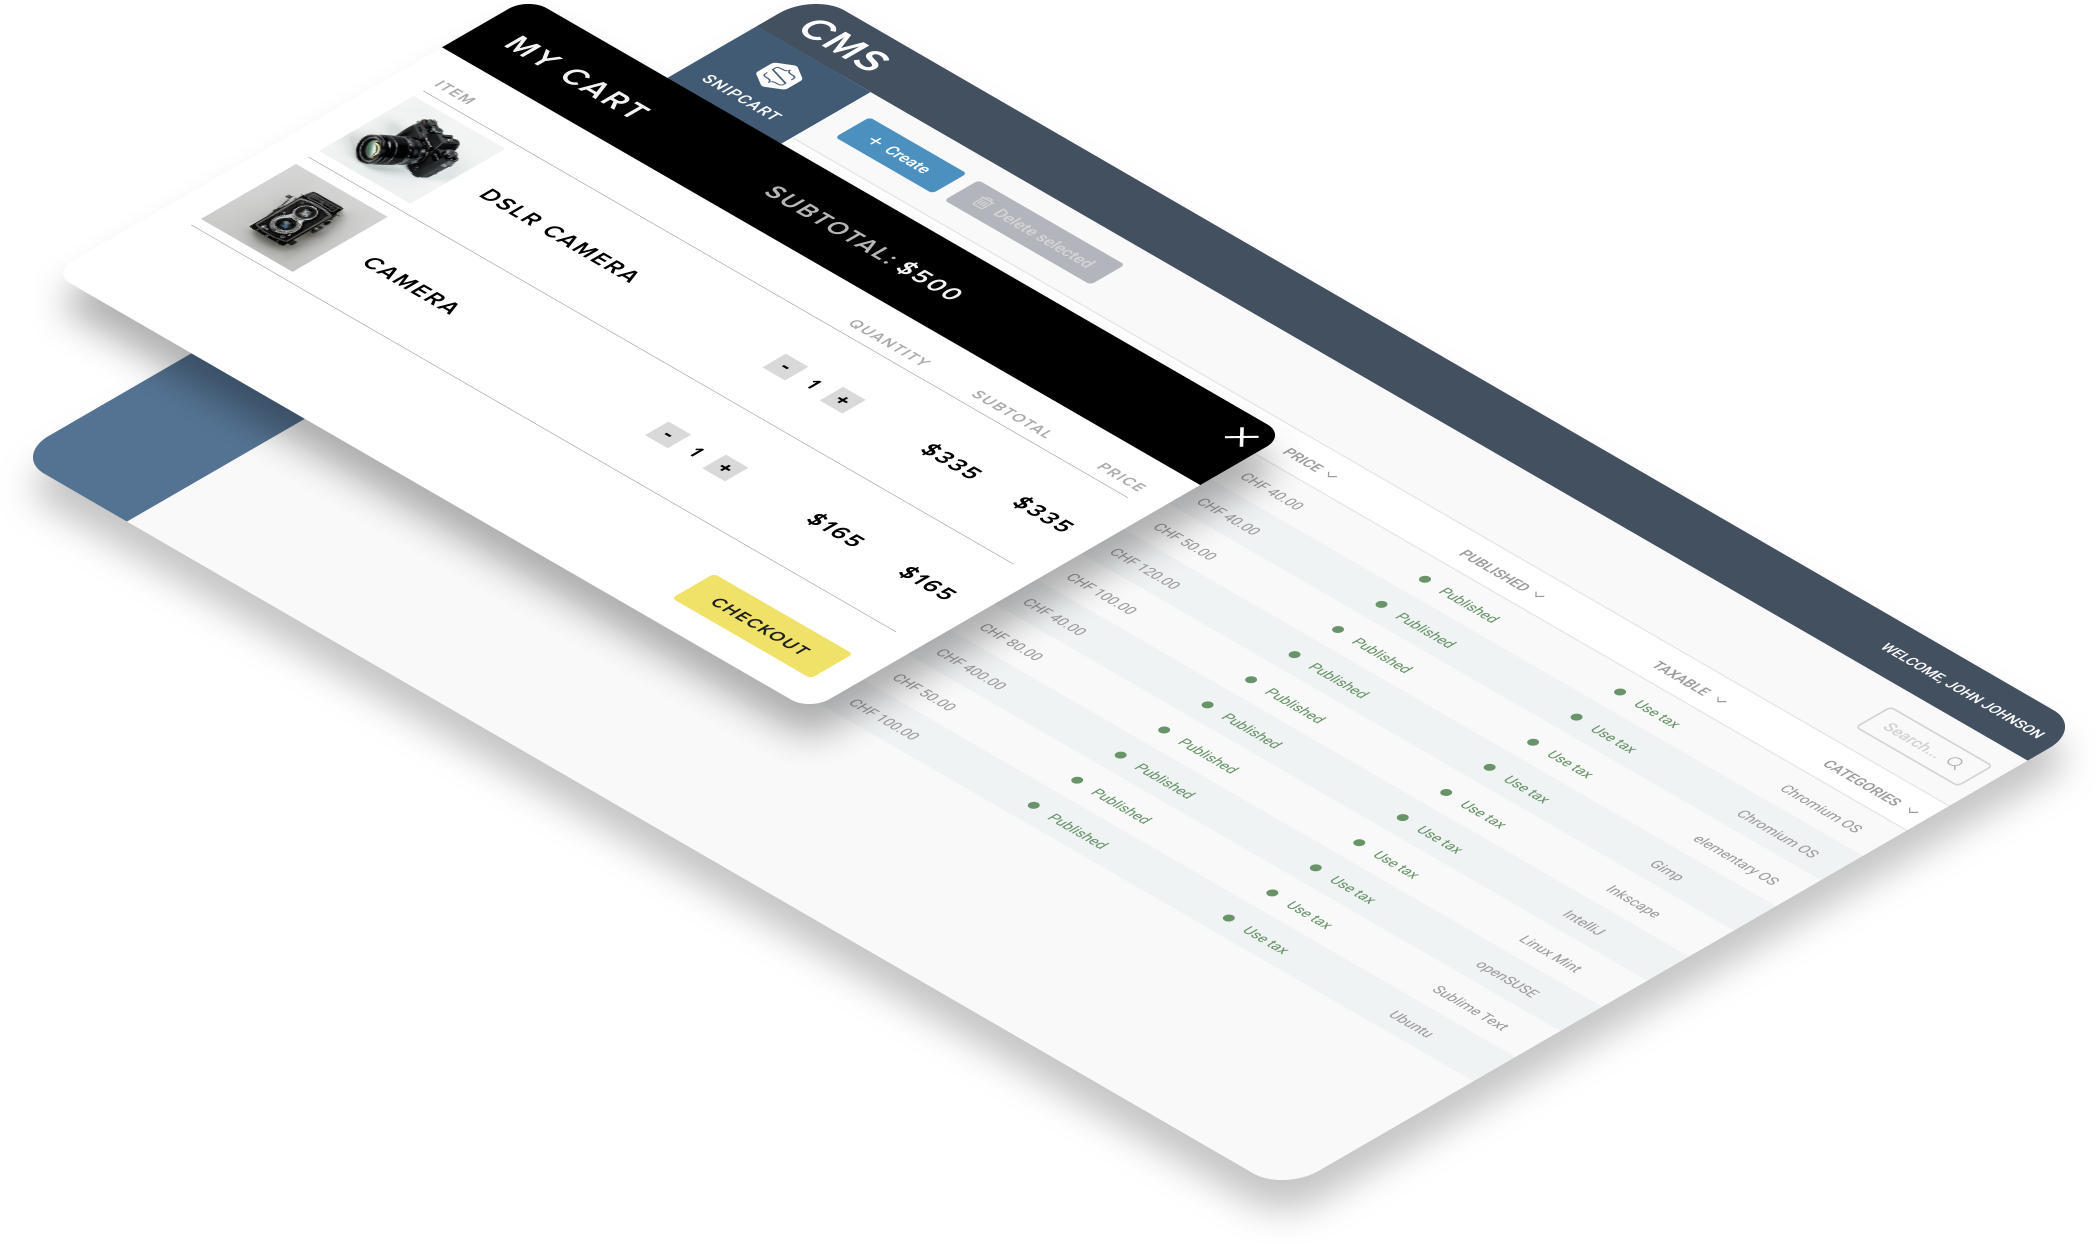 MY CART
SUBTOTAL: $500
ITEM
QUANTITY
SUBTOTAL
PRICE
DSLR CAMERA
- 1 +
$335
$335
CAMERA
- 1 +
$165
$165
CHECKOUT
CMS
WELCOME, JOHN JOHNSON
SNIPCART
+ Create
Delete selected
Search...
PRICE PUBLISHED TAXABLE CATEGORIES
CHF 40.00 Published Use tax Chromium OS
CHF 40.00 Published Use tax Chromium OS
CHF 50.00 Published Use tax elementary OS
CHF 120.00 Published Use tax Gimp
CHF 100.00 Published Use tax Inkscape
CHF 40.00 Published Use tax IntelliJ
CHF 80.00 Published Use tax Linux Mint
CHF 400.00 Published Use tax openSUSE
CHF 50.00 Published Use tax Sublime Text
CHF 100.00 Published Use tax Ubuntu